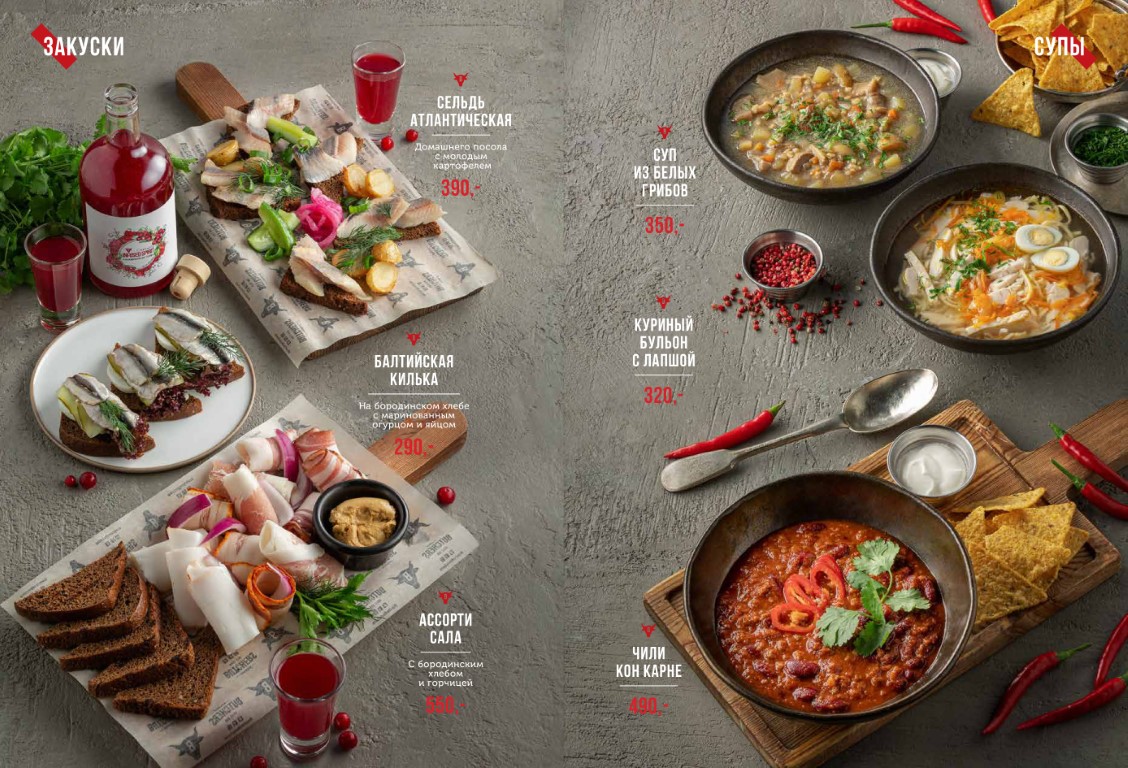 ЗАКУСКИ
СЕЛЬДЬ
АТЛАНТИЧЕСКАЯ
Домашнего посола
с молодым
картофелем
390,-
БАЛТИЙСКАЯ
КИЛЬКА
На бородинском хлебе
с маринованным
огурцом и яйцом
290,-
АССОРТИ
САЛА
С бородинским
хлебом
и горчицей
550,-
СУПЫ
СУП
ИЗ БЕЛЫХ
ГРИБОВ
350,-
КУРИНЫЙ
БУЛЬОН
С ЛАПШОЙ
320,-
ЧИЛИ
КОН КАРНЕ
490,-